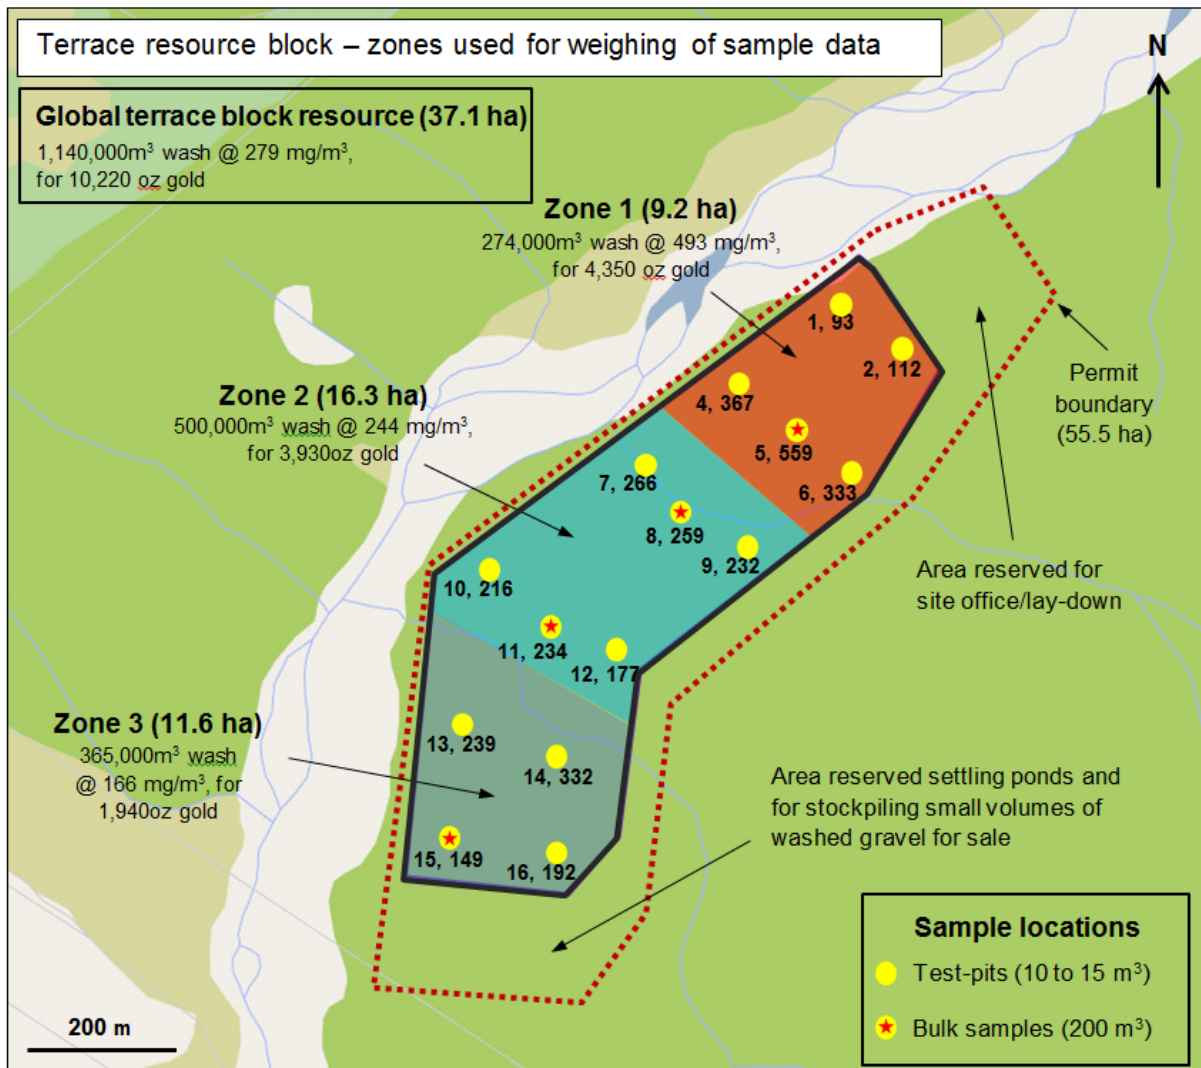 Terrace resource block – zones used for weighing of sample data
N
Global terrace block resource (37.1 ha)
1,140,000m³ wash @ 279 mg/m³,
for 10,220 oz gold
Zone 1 (9.2 ha)
274,000m³ wash @ 493 mg/m³,
for 4,350 oz gold
1, 93
2, 112
4, 367
5, 559
6, 333
Permit
boundary
(55.5 ha)
Zone 2 (16.3 ha)
500,000m³ wash @ 244 mg/m³,
for 3,930oz gold
7, 266
8, 259
9, 232
10, 216
11, 234
12, 177
Area reserved for
site office/lay-down
Zone 3 (11.6 ha)
365,000m³ wash
@ 166 mg/m³, for
1,940oz gold
13, 239
14, 332
15, 149
16, 192
Area reserved settling ponds and
for stockpiling small volumes of
washed gravel for sale
Sample locations
Test-pits (10 to 15 m³)
Bulk samples (200 m³)
200 m